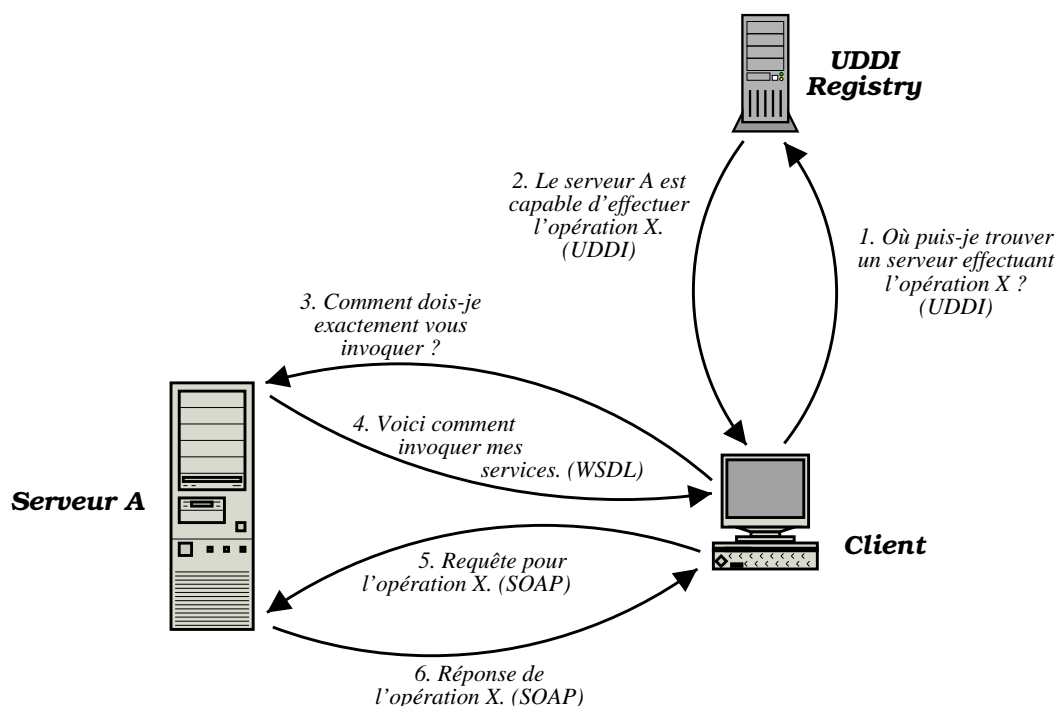 UDDI
Registry
2. Le serveur A est
capable d'effectuer
l'opération X.
(UDDI)
1. Où puis-je trouver
un serveur effectuant
l'opération X ?
(UDDI)
3. Comment dois-je
exactement vous
invoquer ?
4. Voici comment
invoquer mes
services. (WSDL)
Serveur A
Client
5. Requête pour
l'opération X. (SOAP)
6. Réponse de
l'opération X. (SOAP)